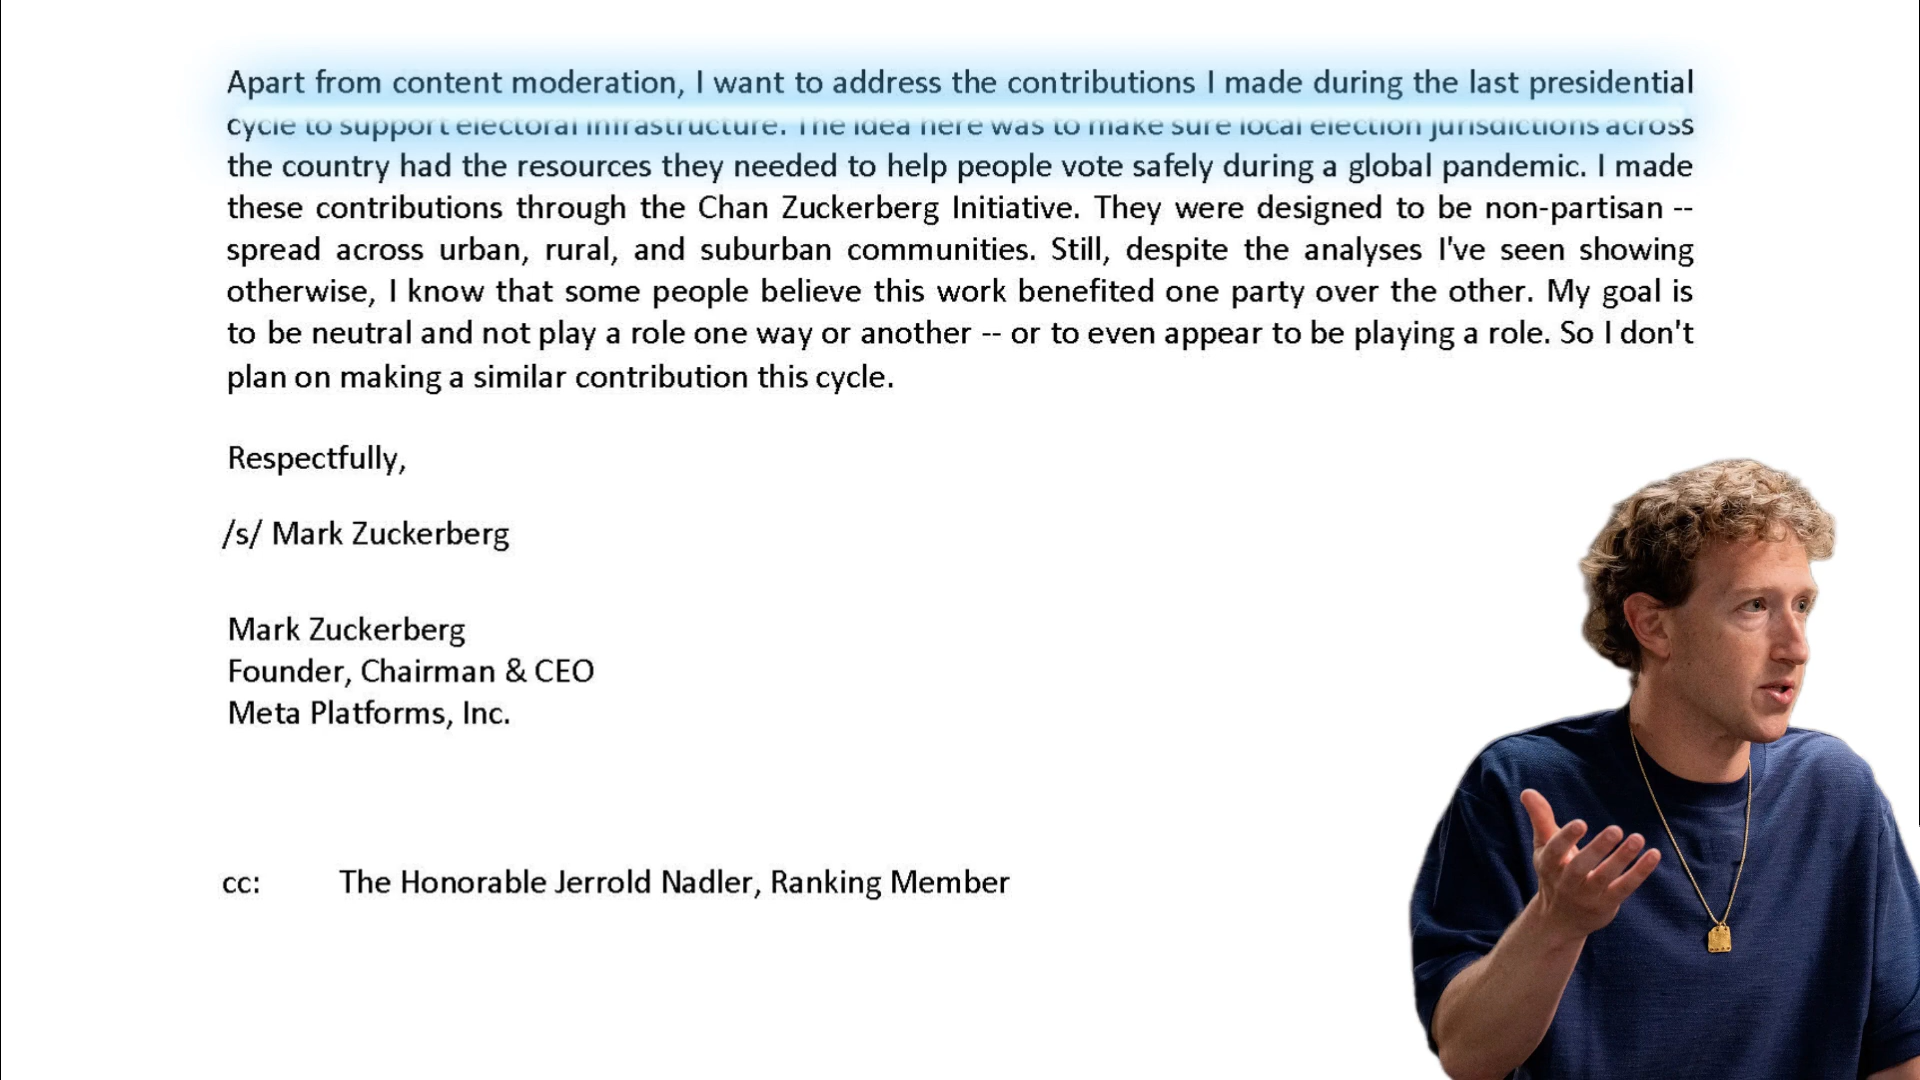 Apart from content moderation, I want to address the contributions I made during the last presidential
cycle to support electoral infrastructure. The idea here was to make sure local election jurisdictions across
the country had the resources they needed to help people vote safely during a global pandemic. I made
these contributions through the Chan Zuckerberg Initiative. They were designed to be non-partisan --
spread across urban, rural, and suburban communities. Still, despite the analyses I've seen showing
otherwise, I know that some people believe this work benefited one party over the other. My goal is
to be neutral and not play a role one way or another -- or to even appear to be playing a role. So I don't
plan on making a similar contribution this cycle.
Respectfully,
/s/ Mark Zuckerberg
Mark Zuckerberg
Founder, Chairman & CEO
Meta Platforms, Inc.
cc: The Honorable Jerrold Nadler, Ranking Member